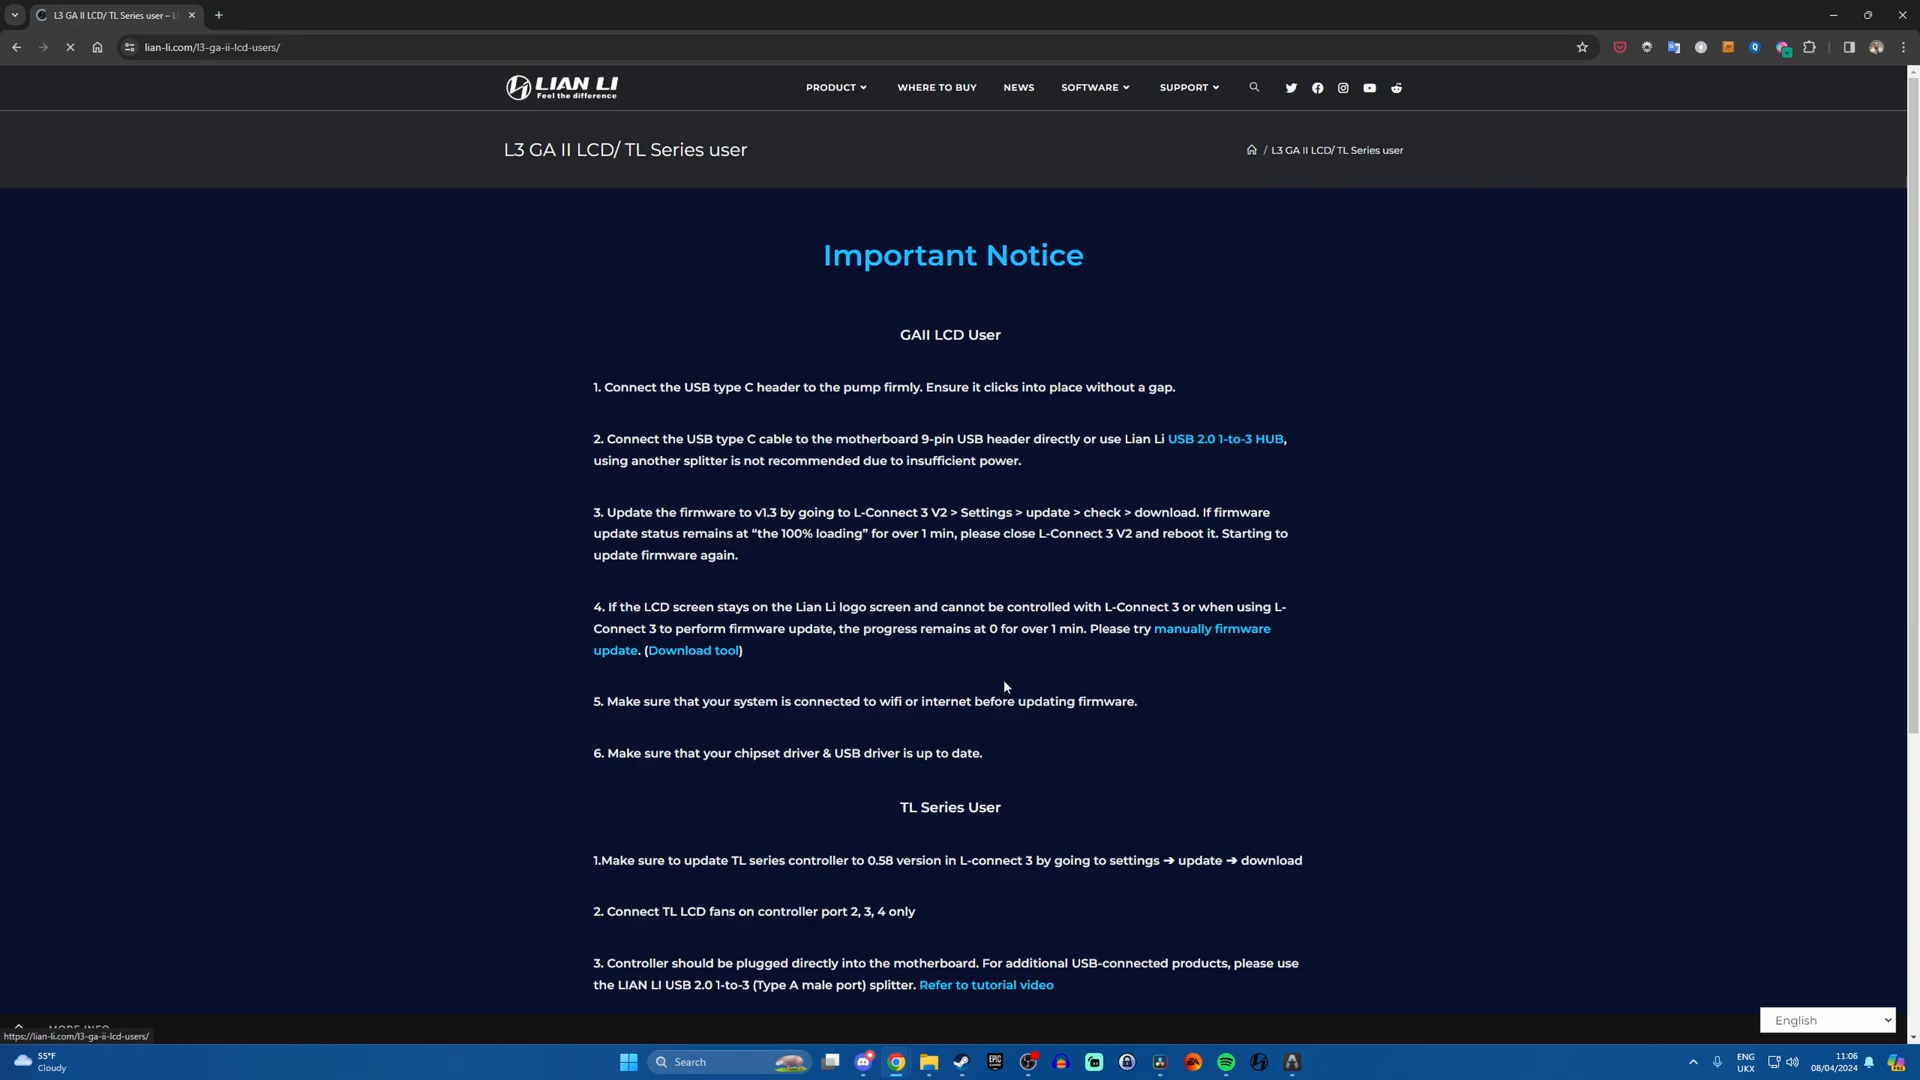 L3 GA II LCD/ TL Series user – L
lian-li.com/l3-ga-ii-lcd-users/
LIAN LI
Feel the difference
PRODUCT
WHERE TO BUY
NEWS
SOFTWARE
SUPPORT
L3 GA II LCD/ TL Series user
/ L3 GA II LCD/ TL Series user
Important Notice
GAII LCD User
1. Connect the USB type C header to the pump firmly. Ensure it clicks into place without a gap.
2. Connect the USB type C cable to the motherboard 9-pin USB header directly or use Lian Li USB 2.0 1-to-3 HUB,
using another splitter is not recommended due to insufficient power.
3. Update the firmware to v1.3 by going to L-Connect 3 V2 > Settings > update > check > download. If firmware
update status remains at “the 100% loading” for over 1 min, please close L-Connect 3 V2 and reboot it. Starting to
update firmware again.
4. If the LCD screen stays on the Lian Li logo screen and cannot be controlled with L-Connect 3 or when using L-
Connect 3 to perform firmware update, the progress remains at 0 for over 1 min. Please try manually firmware
update. (Download tool)
5. Make sure that your system is connected to wifi or internet before updating firmware.
6. Make sure that your chipset driver & USB driver is up to date.
TL Series User
1.Make sure to update TL series controller to 0.58 version in L-connect 3 by going to settings ➔ update ➔ download
2. Connect TL LCD fans on controller port 2, 3, 4 only
3. Controller should be plugged directly into the motherboard. For additional USB-connected products, please use
the LIAN LI USB 2.0 1-to-3 (Type A male port) splitter. Refer to tutorial video
English
MORE INFO
https://lian-li.com/l3-ga-ii-lcd-users/
55°F
Cloudy
Search
EPIC
EA
ENG
UKX
11:06
08/04/2024